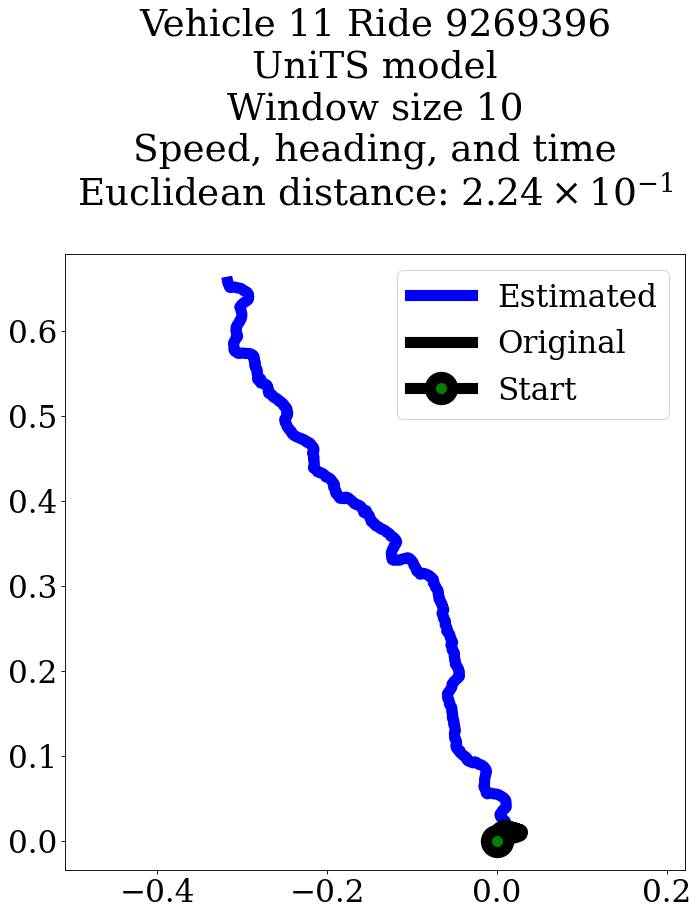 Vehicle 11 Ride 9269396
UniTS model
Window size 10
Speed, heading, and time
Euclidean distance: 2.24 × 10⁻¹
Estimated
Original
Start
0.6
0.5
0.4
0.3
0.2
0.1
0.0
−0.4 −0.2 0.0 0.2